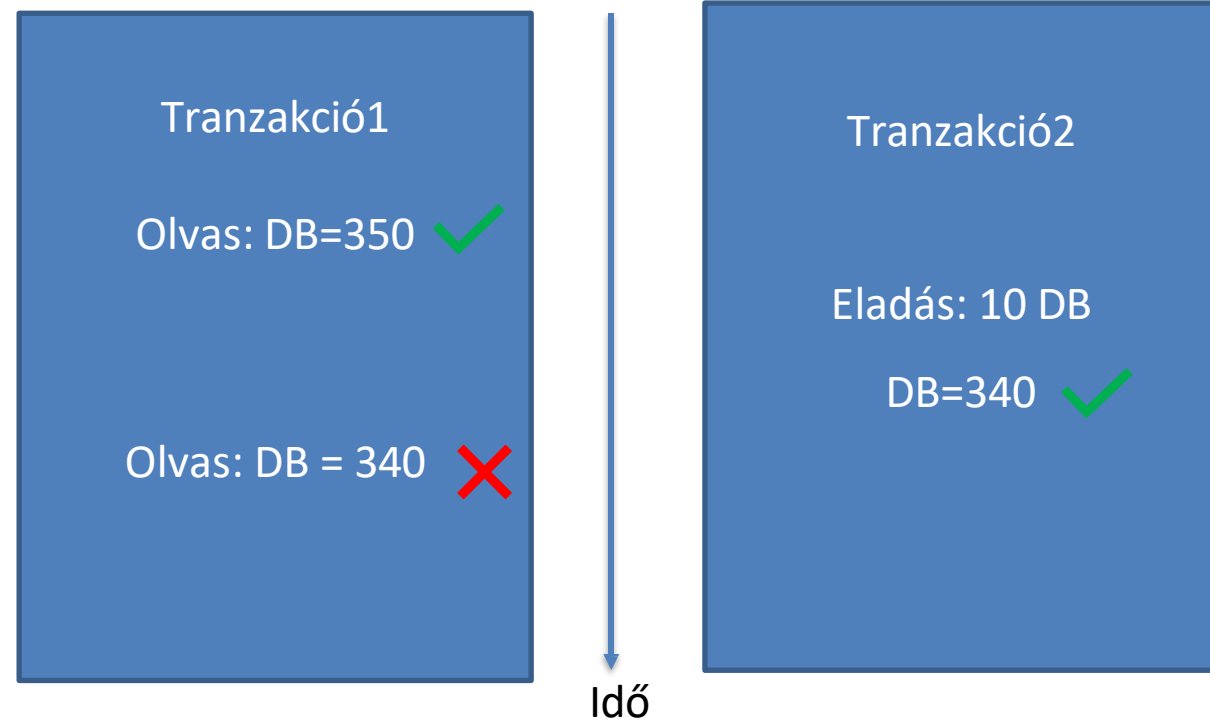 Tranzakció1
Olvas: DB=350
Olvas: DB = 340
Idő
Tranzakció2
Eladás: 10 DB
DB=340